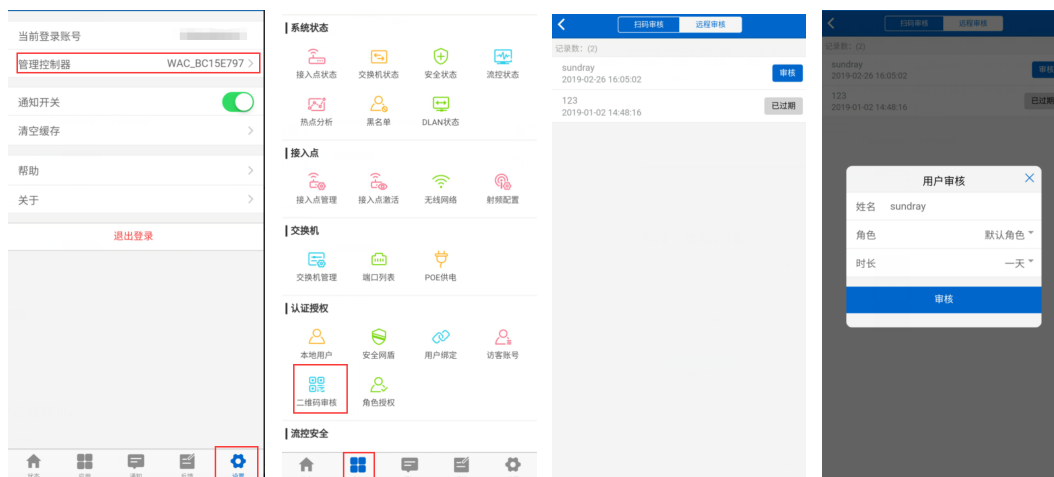 当前登录账号
管理控制器 WAC_BC15E797
通知开关
清空缓存
帮助
关于
退出登录
状态 应用 通知 反馈 设置
系统状态
接入点状态 交换机状态 安全状态 流控状态
热点分析 黑名单 DLAN状态
接入点
接入点管理 接入点激活 无线网络 射频配置
交换机
交换机管理 端口列表 POE供电
认证授权
本地用户 安全网盾 用户绑定 访客账号
二维码审核 角色授权
流控安全
扫码审核 远程审核
记录数: (2)
sundray
2019-02-26 16:05:02
审核
123
2019-01-02 14:48:16
已过期
扫码审核 远程审核
记录数: (2)
sundray
2019-02-26 16:05:02
审核
123
2019-01-02 14:48:16
已过期
用户审核
姓名 sundray
角色 默认角色
时长 一天
审核